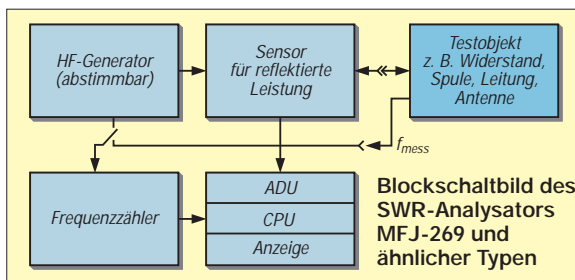 HF-Generator
(abstimmbar)
Sensor
für reflektierte
Leistung
Testobjekt
z. B. Widerstand,
Spule, Leitung,
Antenne
fmess
Frequenzzähler
ADU
CPU
Anzeige
Blockschaltbild des
SWR-Analysators
MFJ-269 und
ähnlicher Typen